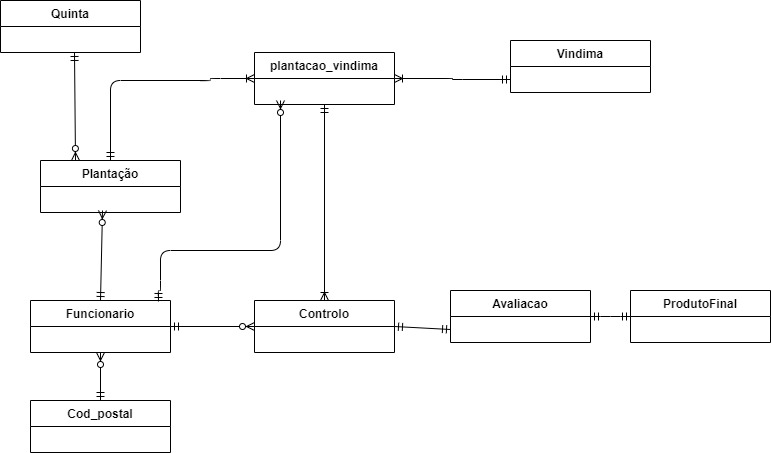 Quinta
plantacao_vindima
Vindima
Plantação
Funcionario
Controlo
Avaliacao
ProdutoFinal
Cod_postal